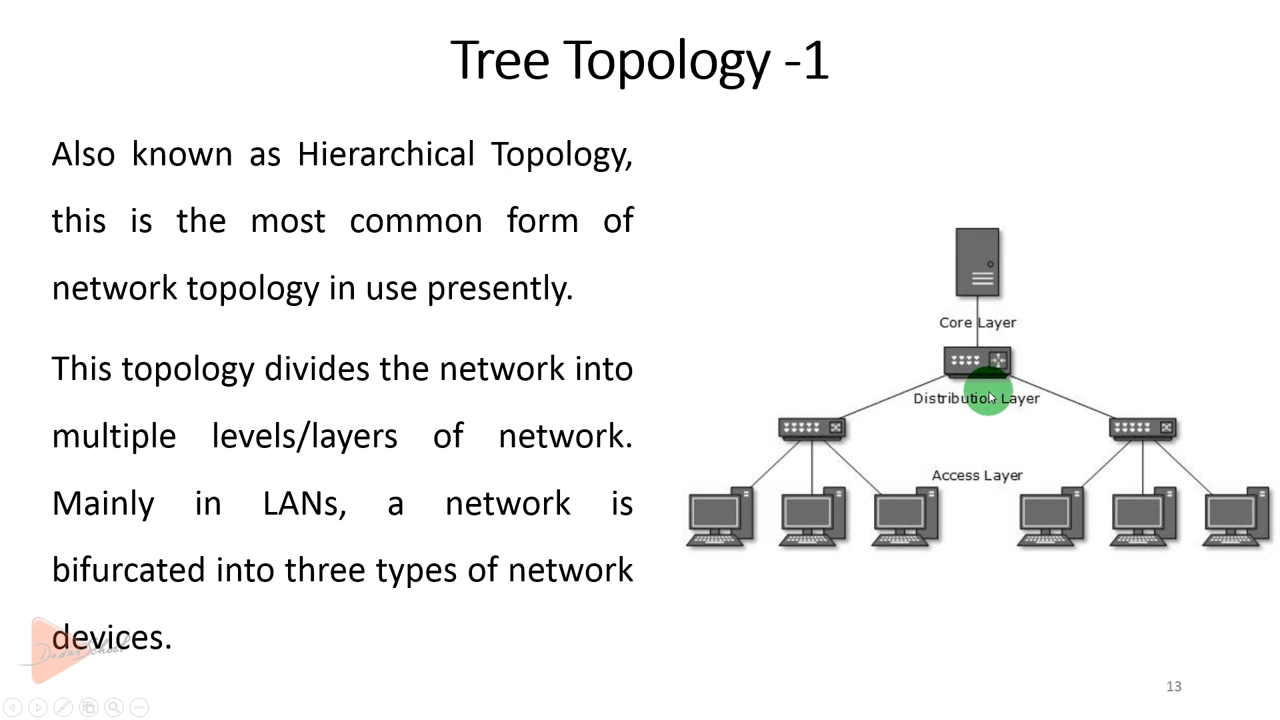 Tree Topology -1
Also known as Hierarchical Topology,
this is the most common form of
network topology in use presently.
This topology divides the network into
multiple levels/layers of network.
Mainly in LANs, a network is
bifurcated into three types of network
devices.
Core Layer
Distribution Layer
Access Layer
DadarSchool
13